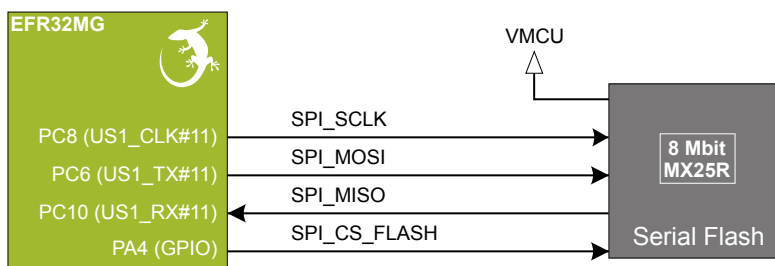 EFR32MG
VMCU
PC8 (US1_CLK#11)
SPI_SCLK
PC6 (US1_TX#11)
SPI_MOSI
PC10 (US1_RX#11)
SPI_MISO
PA4 (GPIO)
SPI_CS_FLASH
8 Mbit
MX25R
Serial Flash